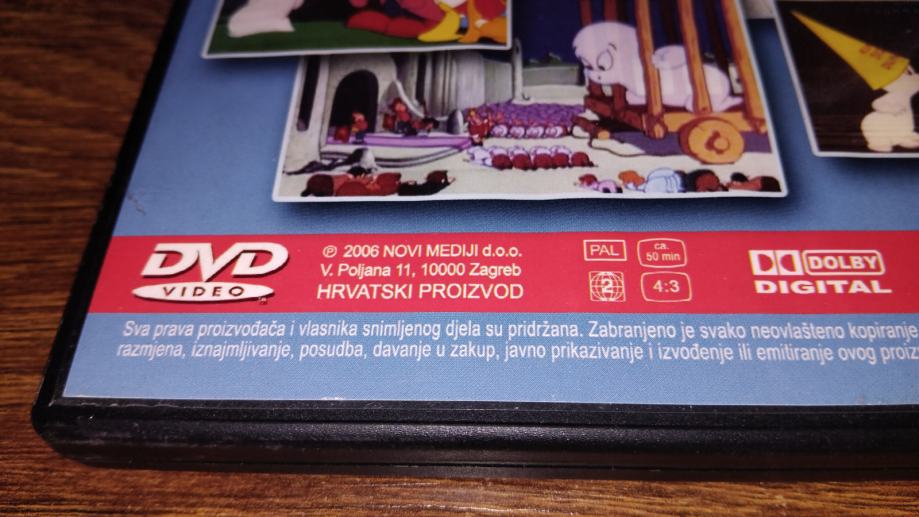 DVD
VIDEO
℗ 2006 NOVI MEDIJI d.o.o.
V. Poljana 11, 10000 Zagreb
HRVATSKI PROIZVOD
PAL
ca.
50 min
2
4:3
DOLBY
DIGITAL
Sva prava proizvođača i vlasnika snimljenog djela su pridržana. Zabranjeno je svako neovlašteno kopiranje,
razmjena, iznajmljivanje, posudba, davanje u zakup, javno prikazivanje i izvođenje ili emitiranje ovog